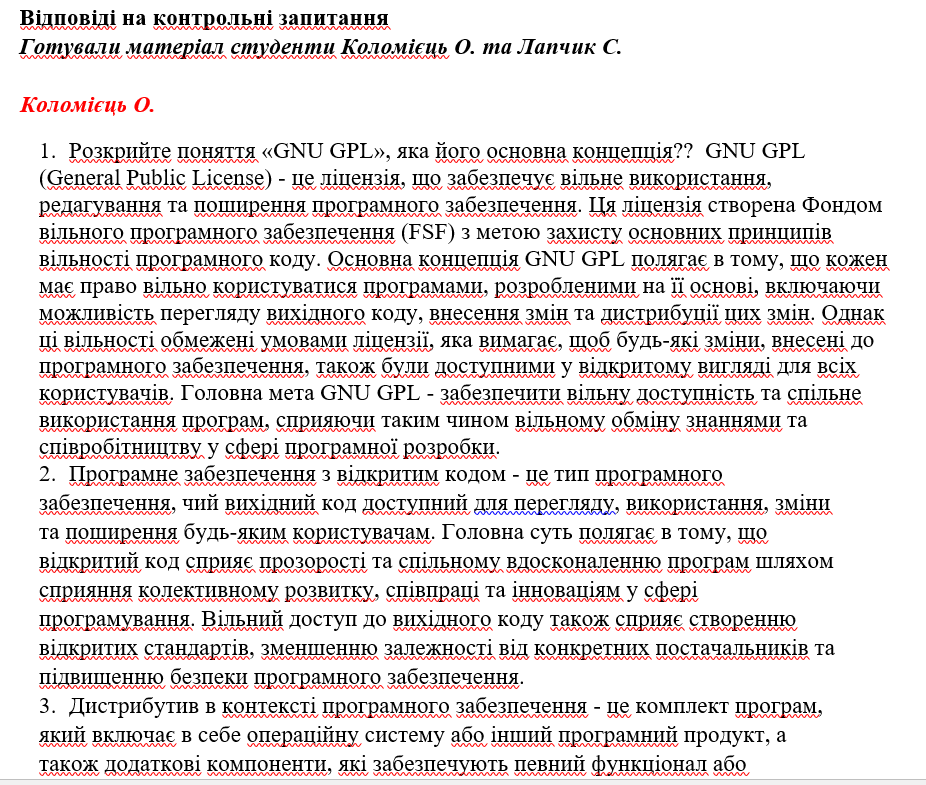 Відповіді на контрольні запитання
Готували матеріал студенти Коломієць О. та Лапчик С.
Коломієць О.
1. Розкрийте поняття «GNU GPL», яка його основна концепція?? GNU GPL
(General Public License) - це ліцензія, що забезпечує вільне використання,
редагування та поширення програмного забезпечення. Ця ліцензія створена Фондом
вільного програмного забезпечення (FSF) з метою захисту основних принципів
вільності програмного коду. Основна концепція GNU GPL полягає в тому, що кожен
має право вільно користуватися програмами, розробленими на її основі, включаючи
можливість перегляду вихідного коду, внесення змін та дистрибуції цих змін. Однак
ці вільності обмежені умовами ліцензії, яка вимагає, щоб будь-які зміни, внесені до
програмного забезпечення, також були доступними у відкритому вигляді для всіх
користувачів. Головна мета GNU GPL - забезпечити вільну доступність та спільне
використання програм, сприяючи таким чином вільному обміну знаннями та
співробітництву у сфері програмної розробки.
2. Програмне забезпечення з відкритим кодом - це тип програмного
забезпечення, чий вихідний код доступний для перегляду, використання, зміни
та поширення будь-яким користувачам. Головна суть полягає в тому, що
відкритий код сприяє прозорості та спільному вдосконаленню програм шляхом
сприяння колективному розвитку, співпраці та інноваціям у сфері
програмування. Вільний доступ до вихідного коду також сприяє створенню
відкритих стандартів, зменшенню залежності від конкретних постачальників та
підвищенню безпеки програмного забезпечення.
3. Дистрибутив в контексті програмного забезпечення - це комплект програм,
який включає в себе операційну систему або інший програмний продукт, а
також додаткові компоненти, які забезпечують певний функціонал або